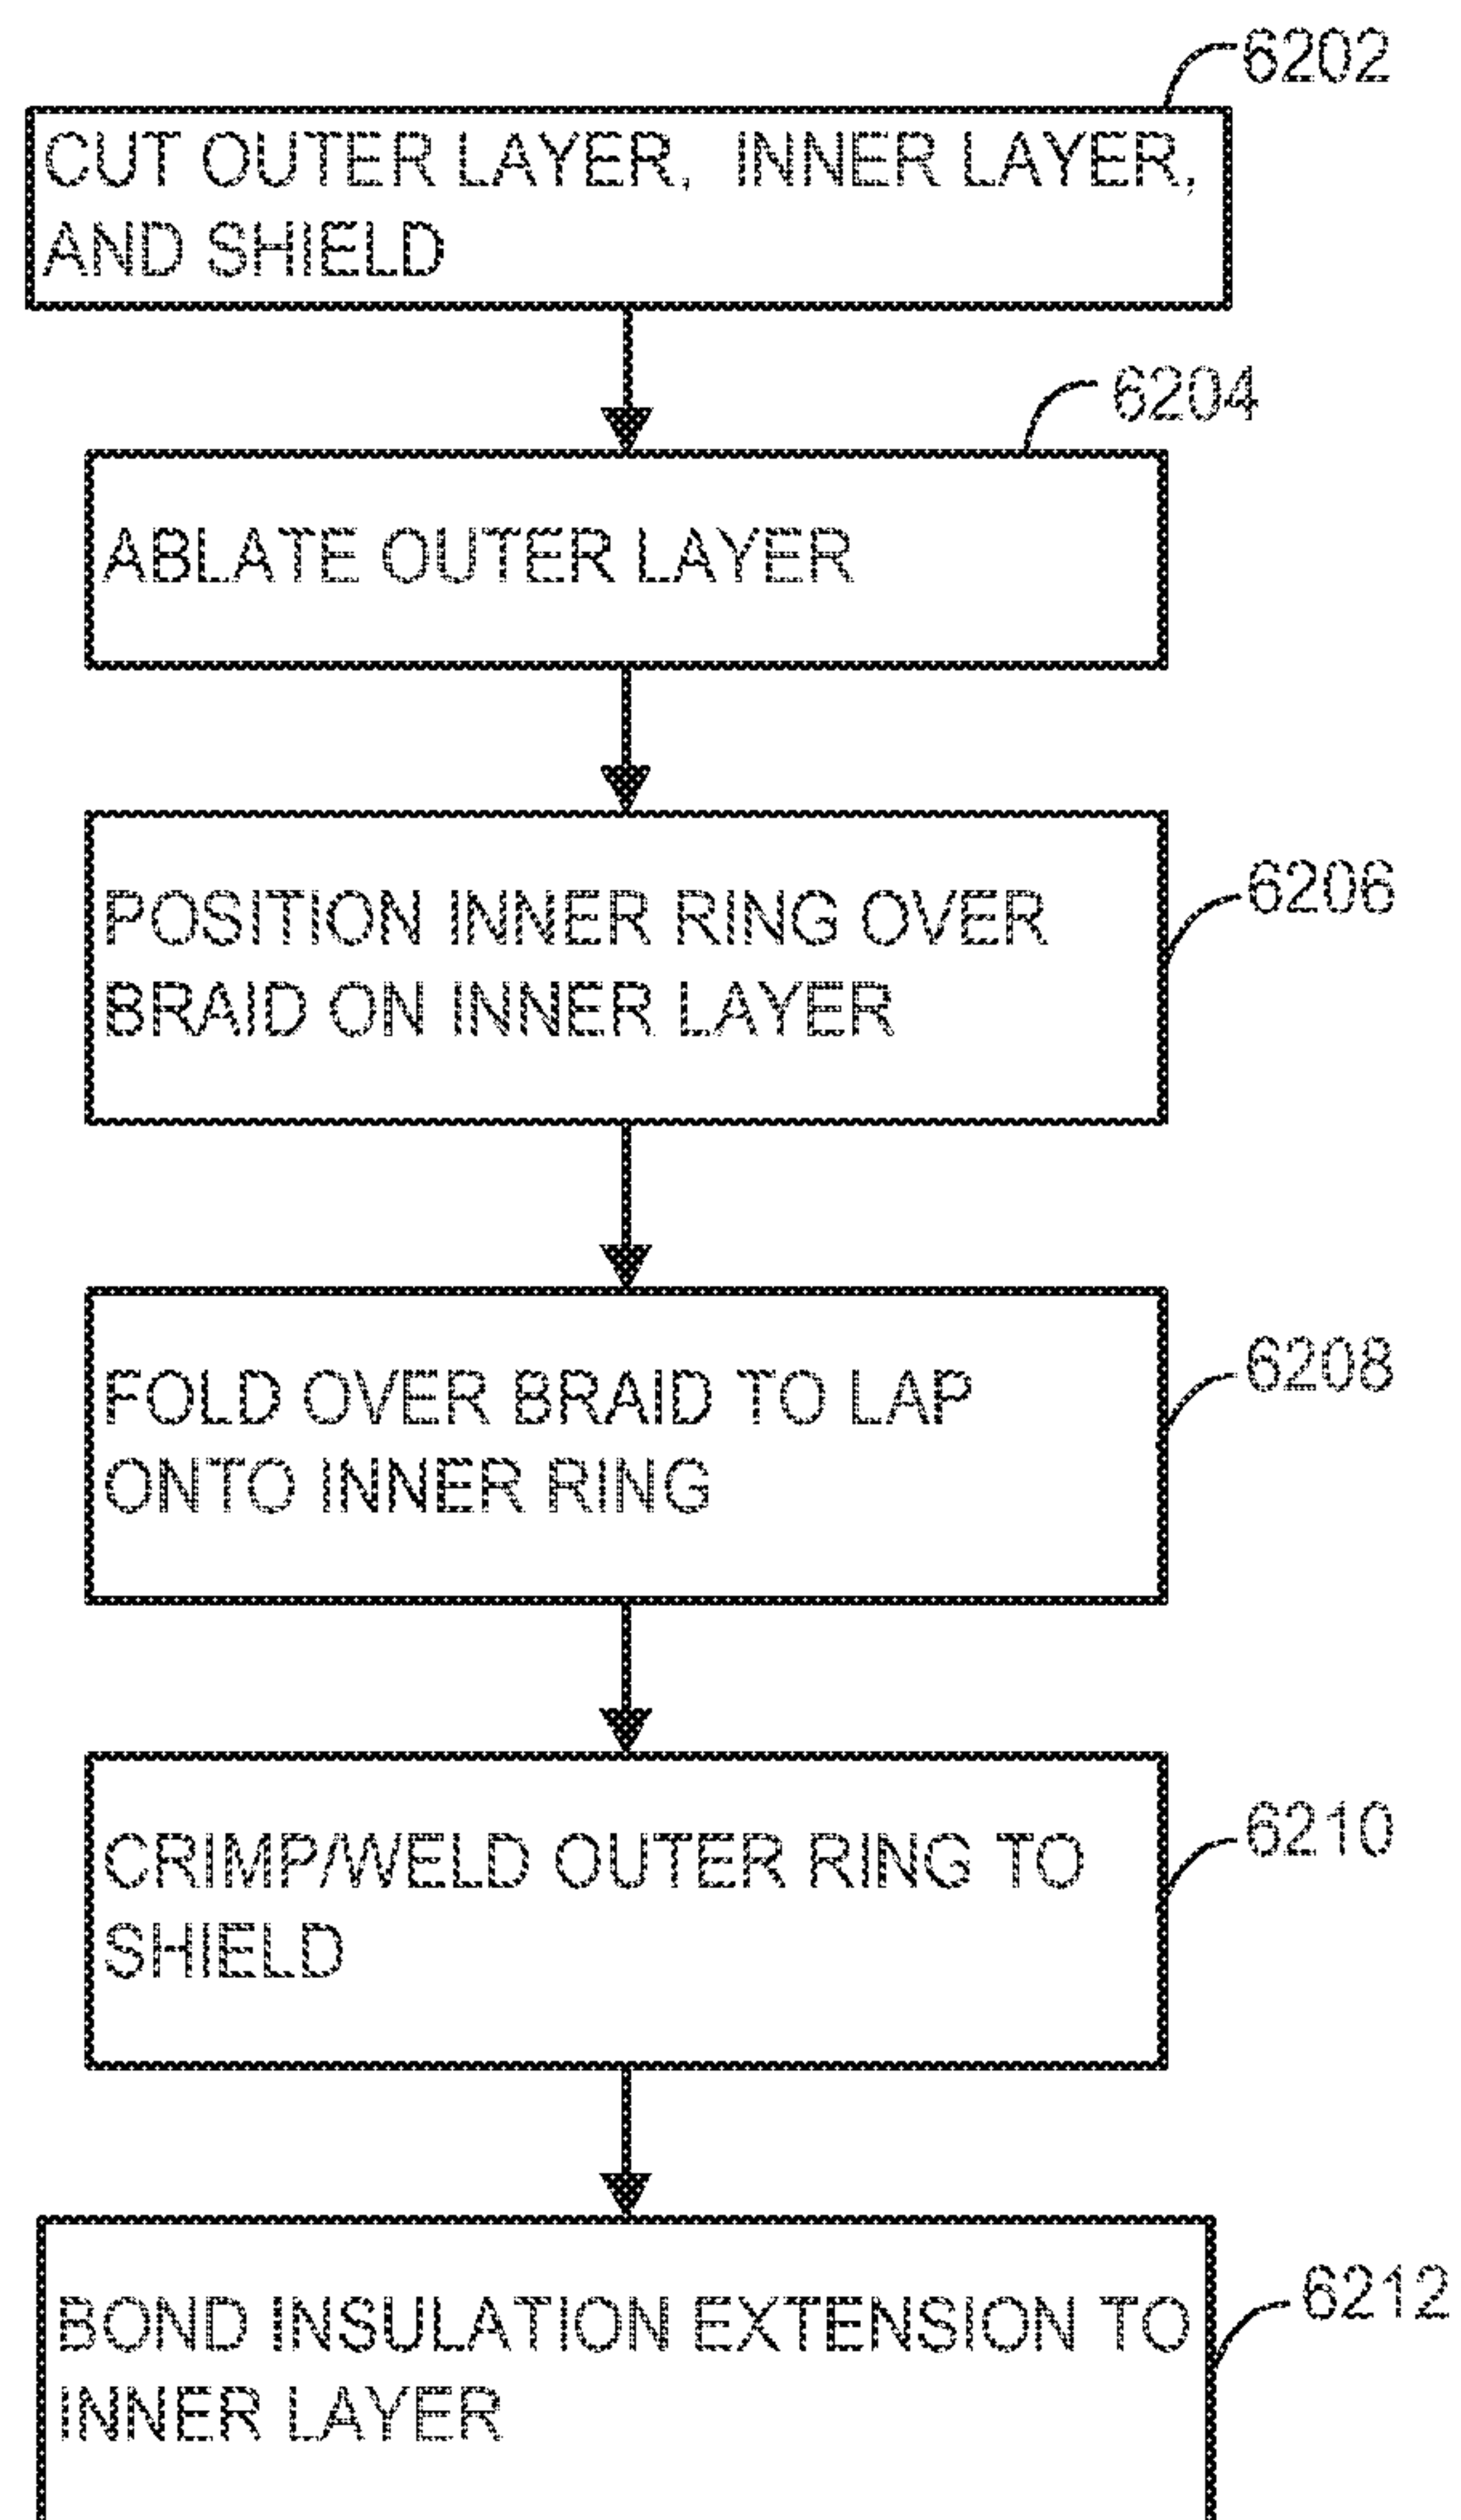 6202
CUT OUTER LAYER, INNER LAYER,
AND SHIELD
6204
ABLATE OUTER LAYER
POSITION INNER RING OVER
BRAID ON INNER LAYER
6206
FOLD OVER BRAID TO LAP
ONTO INNER RING
6208
CRIMP/WELD OUTER RING TO
SHIELD
6210
BOND INSULATION EXTENSION TO
INNER LAYER
6212